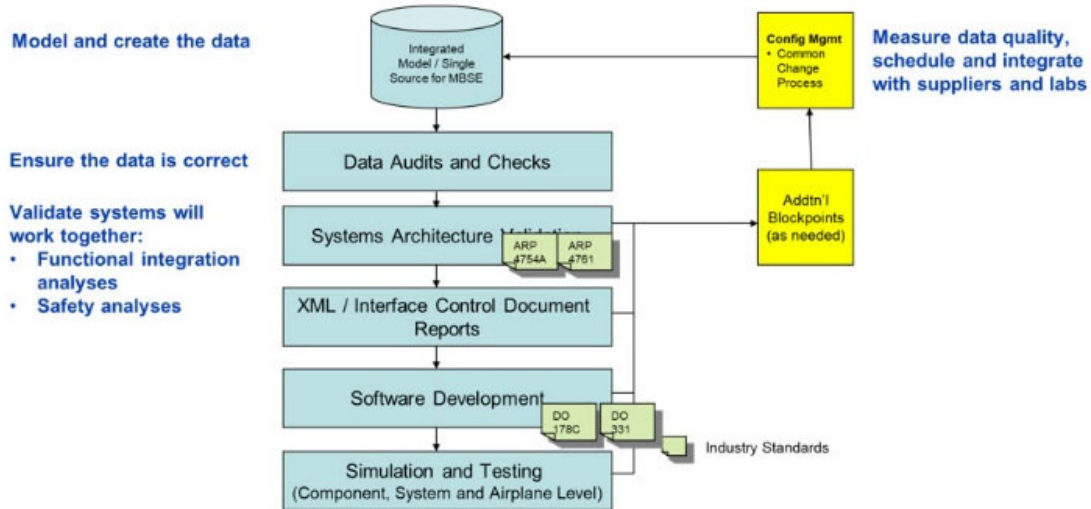 Model and create the data
Integrated
Model / Single
Source for MBSE
Config Mgmt
• Common
Change
Process
Measure data quality,
schedule and integrate
with suppliers and labs
Ensure the data is correct
Data Audits and Checks
Validate systems will
work together:
• Functional integration
analyses
• Safety analyses
Systems Architecture Validation
ARP
4754A
ARP
4761
Addtn'l
Blockpoints
(as needed)
XML / Interface Control Document
Reports
Software Development
DO
178C
DO
331
Industry Standards
Simulation and Testing
(Component, System and Airplane Level)